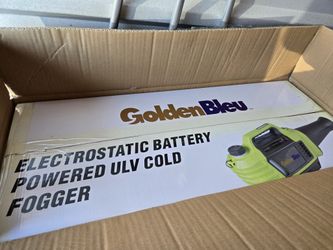 GoldenBleu
ELECTROSTATIC BATTERY
POWERED ULV COLD
FOGGER